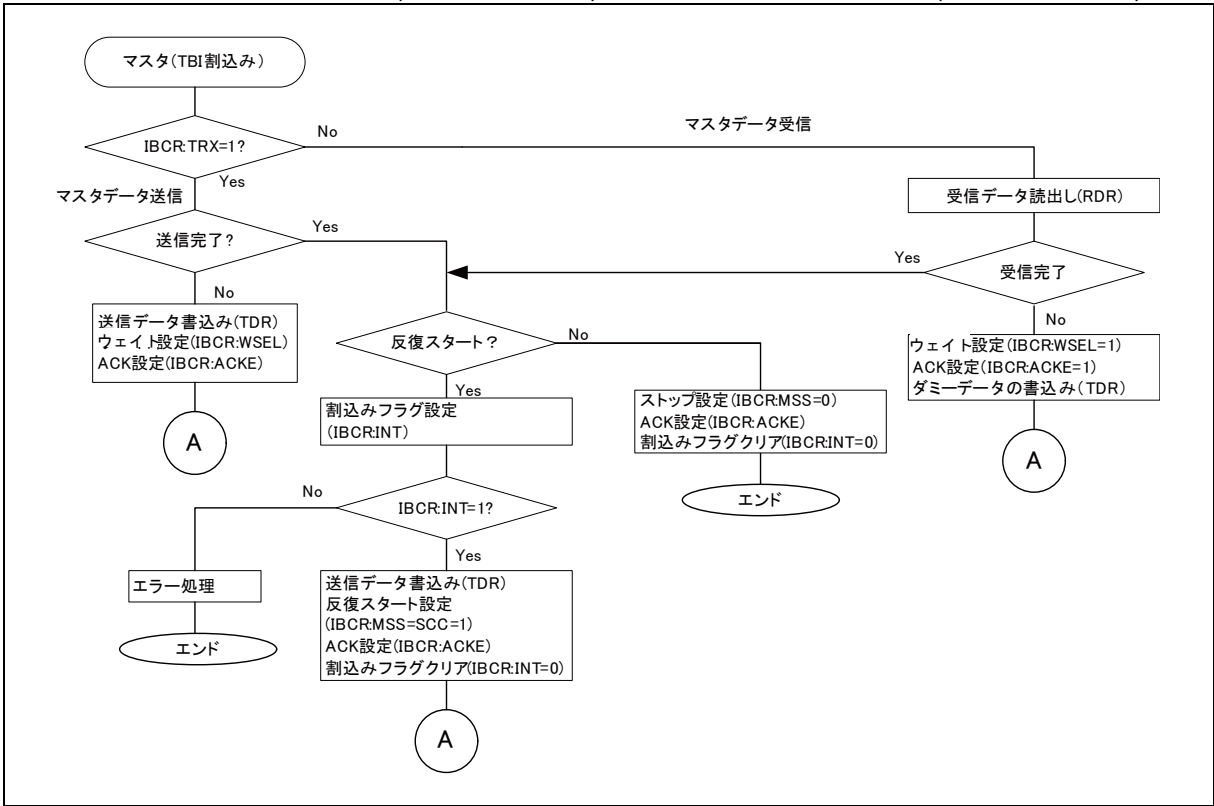 マスタ(TBI割込み)
IBCR:TRX=1?
No
マスタデータ受信
Yes
マスタデータ送信
受信データ読出し(RDR)
送信完了?
Yes
Yes
受信完了
No
No
送信データ書込み(TDR)
ウェイト設定(IBCR:WSEL)
ACK設定(IBCR:ACKE)
反復スタート?
No
ウェイト設定(IBCR:WSEL=1)
ACK設定(IBCR:ACKE=1)
ダミーデータの書込み(TDR)
Yes
割込みフラグ設定
(IBCR:INT)
ストップ設定(IBCR:MSS=0)
ACK設定(IBCR:ACKE)
割込みフラグクリア(IBCR:INT=0)
A
A
No
IBCR:INT=1?
エンド
Yes
エラー処理
送信データ書込み(TDR)
反復スタート設定
(IBCR:MSS=SCC=1)
ACK設定(IBCR:ACKE)
割込みフラグクリア(IBCR:INT=0)
エンド
A